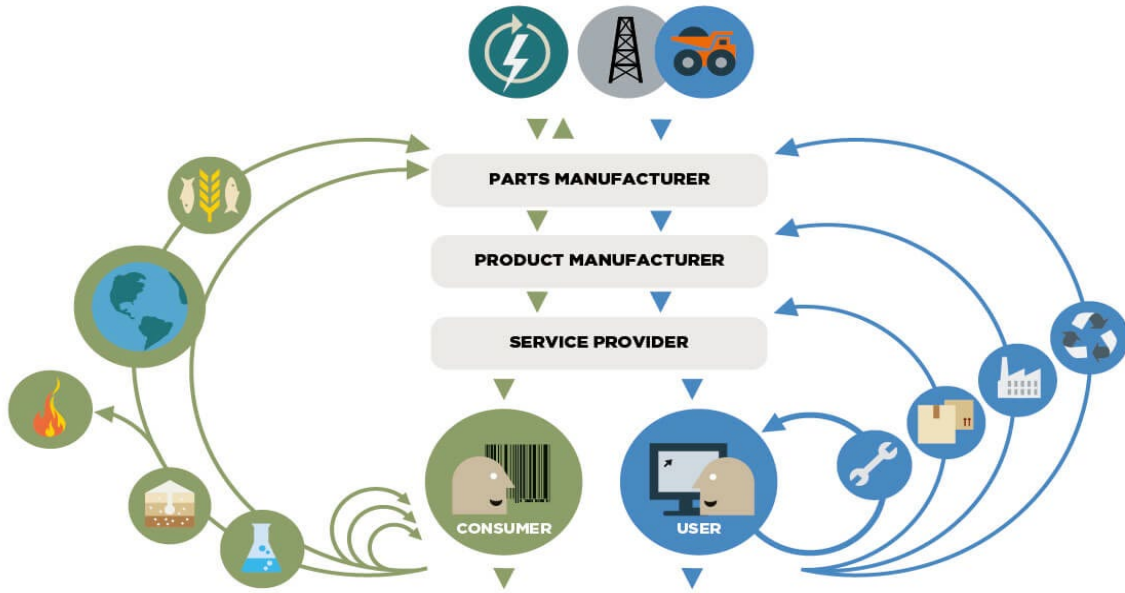 PARTS MANUFACTURER
PRODUCT MANUFACTURER
SERVICE PROVIDER
CONSUMER
USER